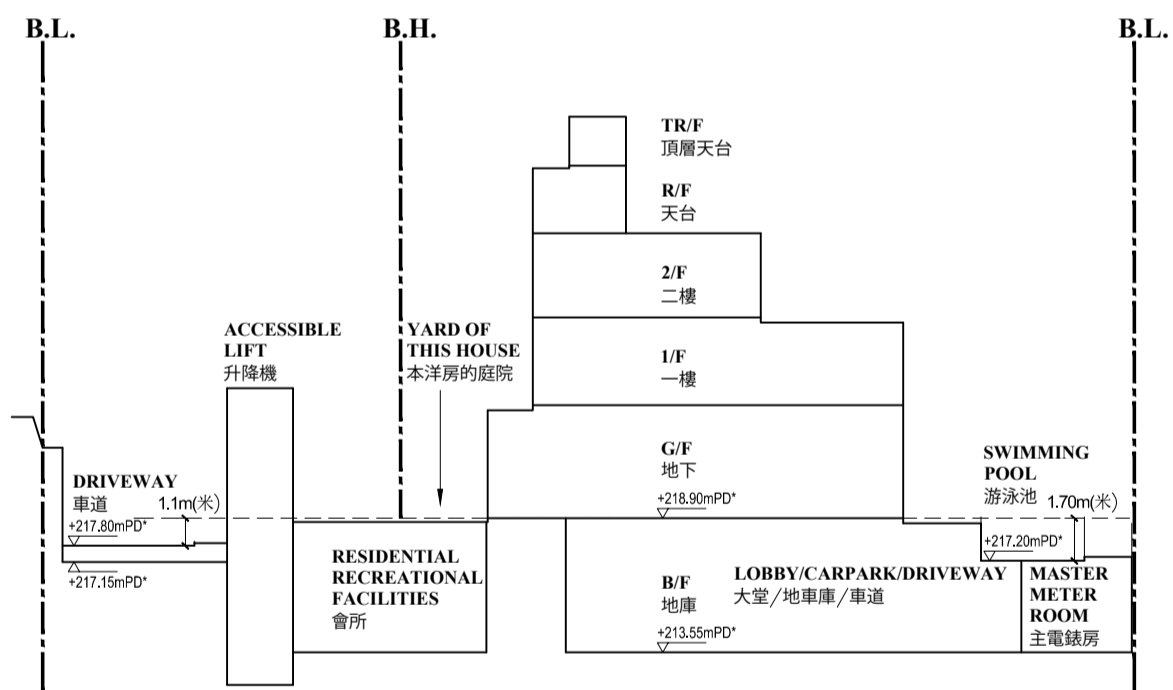 B.L.
B.H.
B.L.
TR/F
頂層天台
R/F
天台
2/F
二樓
ACCESSIBLE
LIFT
升降機
YARD OF
THIS HOUSE
本洋房的庭院
1/F
一樓
DRIVEWAY
車道
1.1m(米)
+217.80mPD*
+217.15mPD*
G/F
地下
+218.90mPD*
SWIMMING
POOL
游泳池
1.70m(米)
+217.20mPD*
RESIDENTIAL
RECREATIONAL
FACILITIES
會所
B/F
地庫
+213.55mPD*
LOBBY/CARPARK/DRIVEWAY
大堂/地車庫/車道
MASTER
METER
ROOM
主電錶房